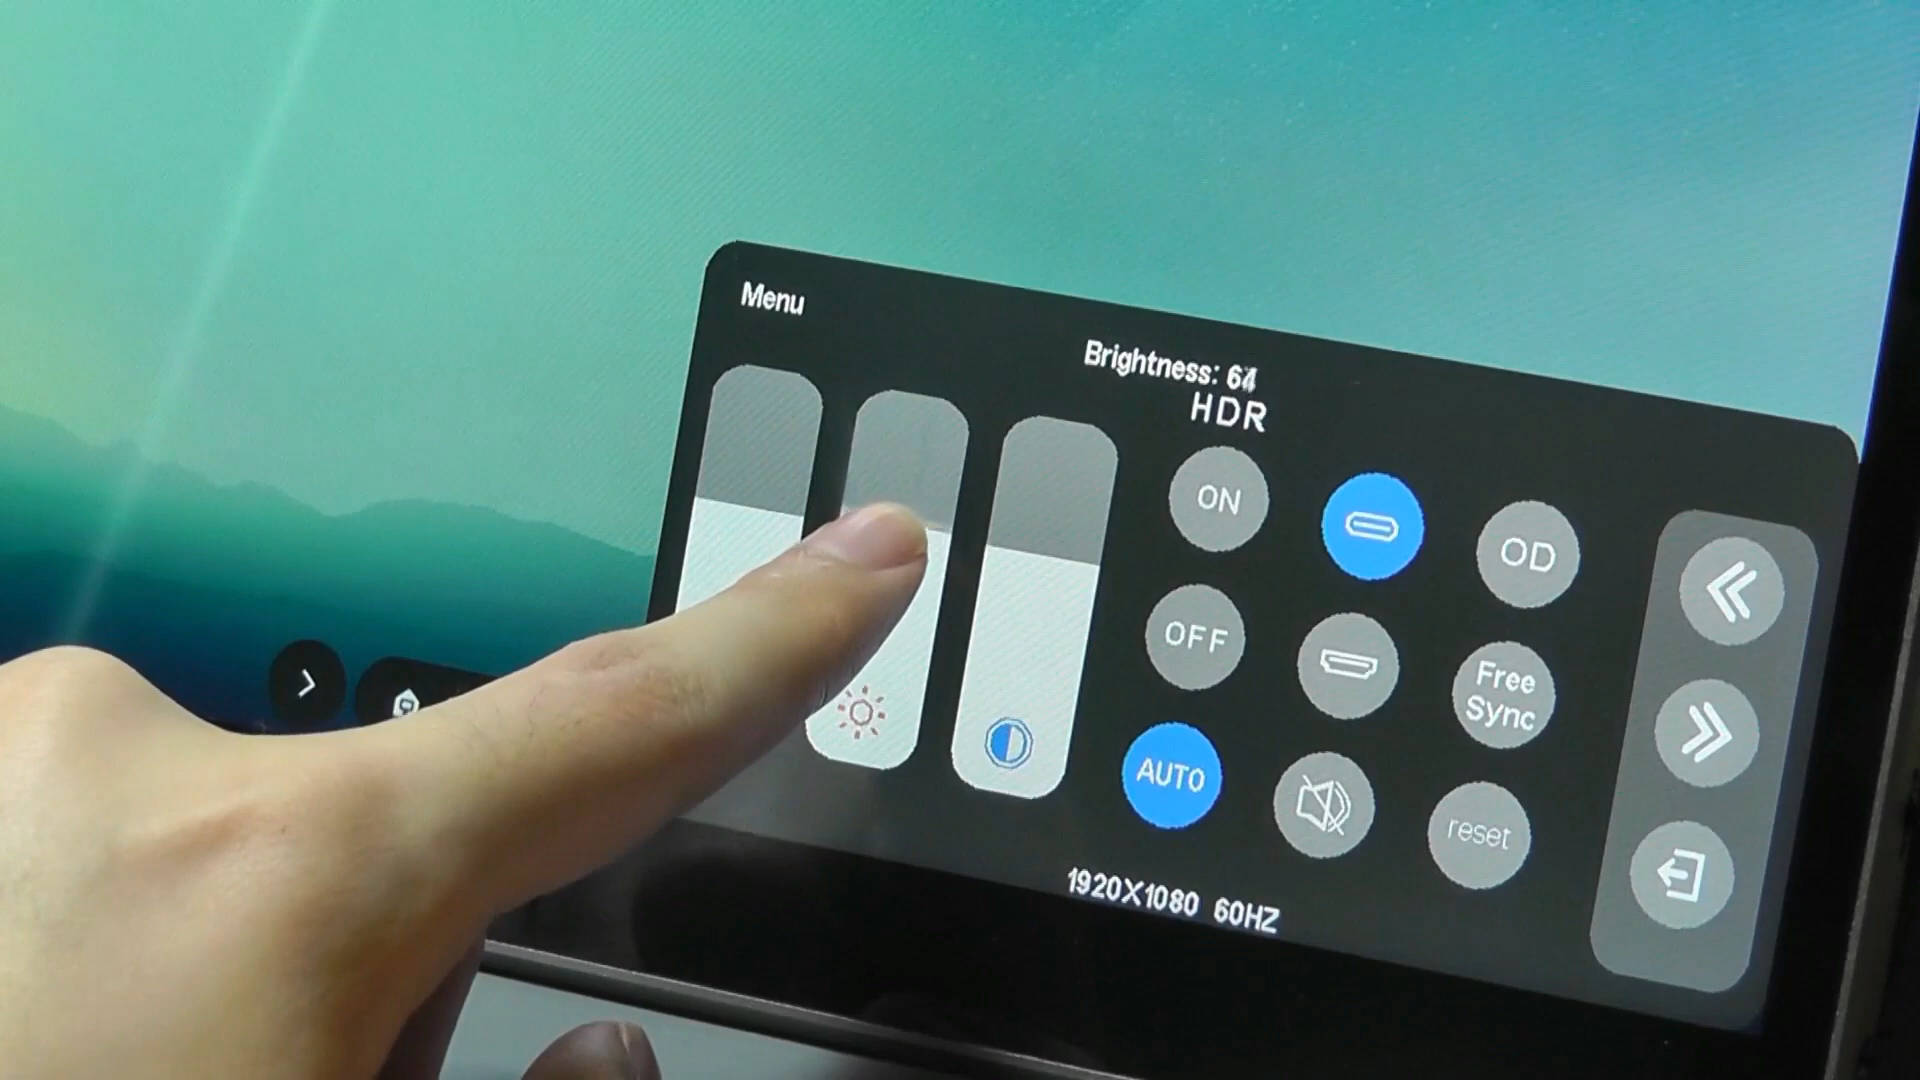 Menu
Brightness: 64
HDR
ON
OD
OFF
Free
Sync
AUTO
reset
1920X1080 60HZ